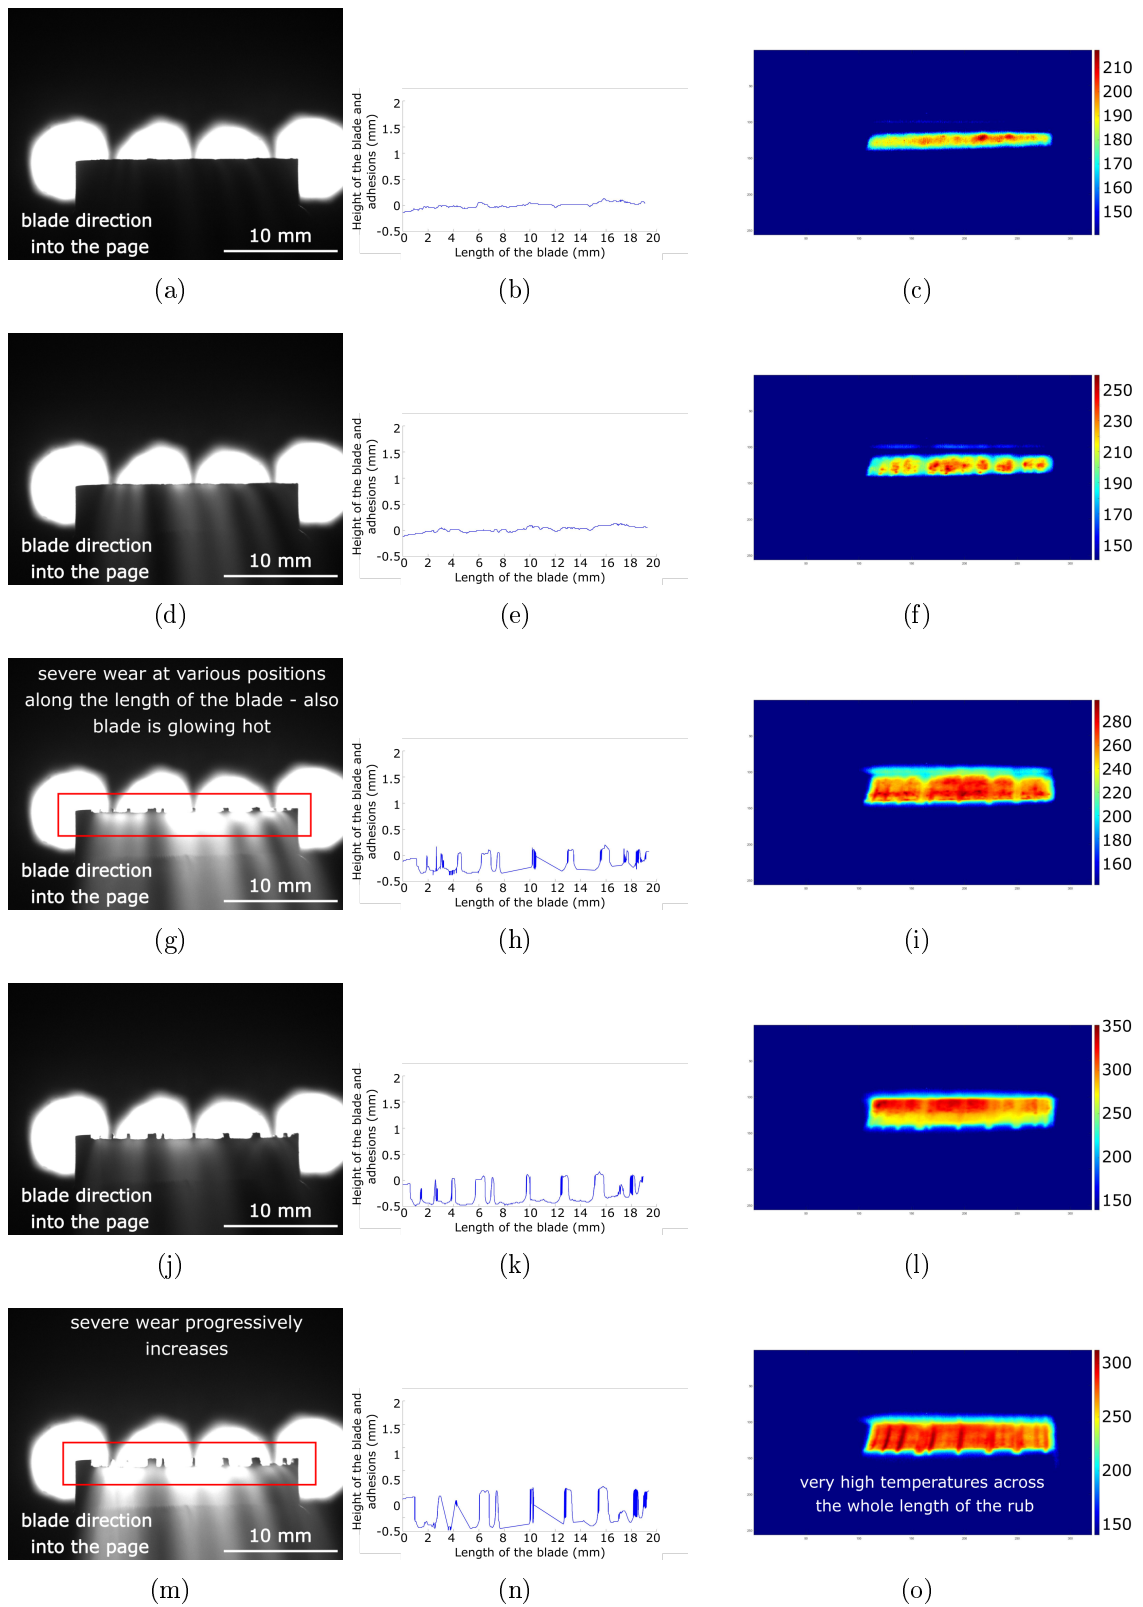 blade direction
into the page
10 mm
Height of the blade and
adhesions (mm)
2
1.5
1
0.5
0
-0.5
0 2 4 6 8 10 12 14 16 18 20
Length of the blade (mm)
210
200
190
180
170
160
150
(a)
(b)
(c)
blade direction
into the page
10 mm
Height of the blade and
adhesions (mm)
2
1.5
1
0.5
0
-0.5
0 2 4 6 8 10 12 14 16 18 20
Length of the blade (mm)
250
230
210
190
170
150
(d)
(e)
(f)
severe wear at various positions
along the length of the blade - also
blade is glowing hot
blade direction
into the page
10 mm
Height of the blade and
adhesions (mm)
2
1.5
1
0.5
0
-0.5
0 2 4 6 8 10 12 14 16 18 20
Length of the blade (mm)
280
260
240
220
200
180
160
(g)
(h)
(i)
blade direction
into the page
10 mm
Height of the blade and
adhesions (mm)
2
1.5
1
0.5
0
-0.5
0 2 4 6 8 10 12 14 16 18 20
Length of the blade (mm)
350
300
250
200
150
(j)
(k)
(l)
severe wear progressively
increases
blade direction
into the page
10 mm
Height of the blade and
adhesions (mm)
2
1.5
1
0.5
0
-0.5
0 2 4 6 8 10 12 14 16 18 20
Length of the blade (mm)
300
250
200
150
very high temperatures across
the whole length of the rub
(m)
(n)
(o)